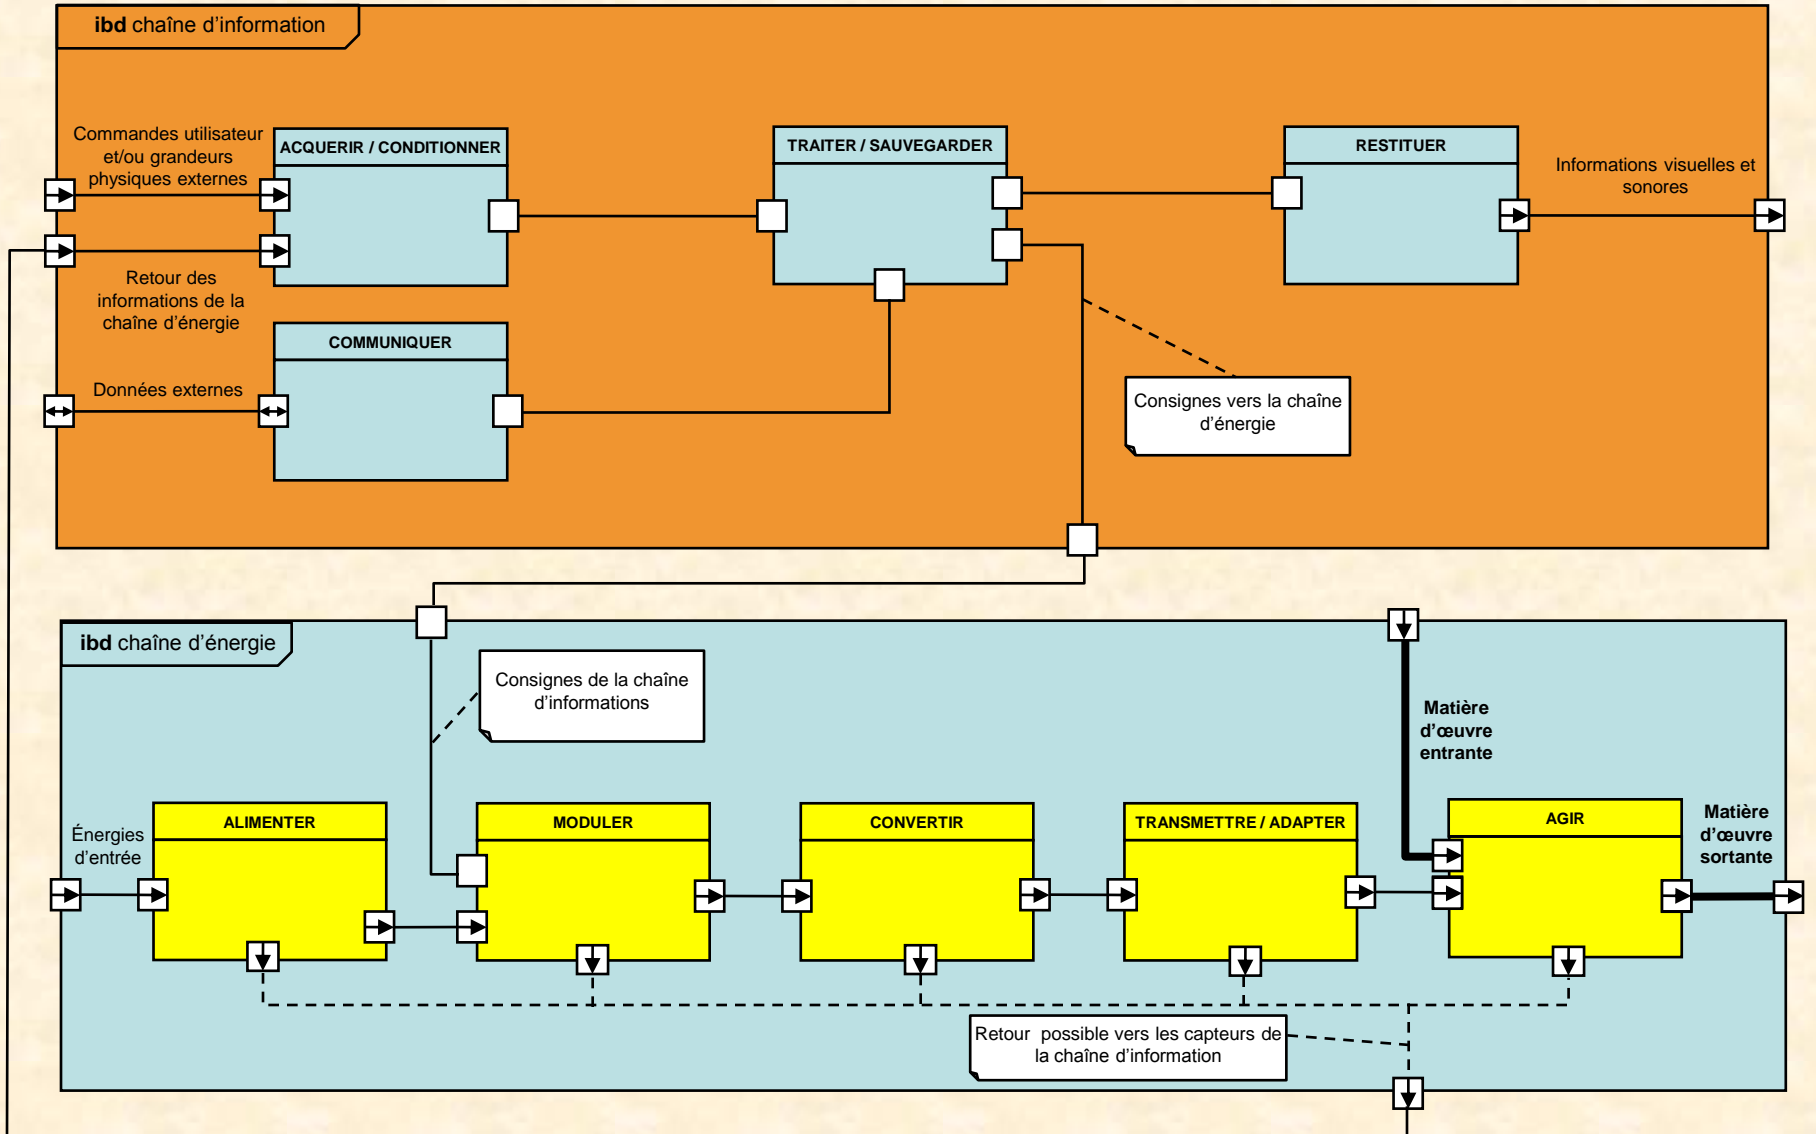 ibd chaîne d’information
Commandes utilisateur
et/ou grandeurs
physiques externes
ACQUERIR / CONDITIONNER
TRAITER / SAUVEGARDER
RESTITUER
Informations visuelles et
sonores
Retour des
informations de la
chaîne d’énergie
COMMUNIQUER
Données externes
Consignes vers la chaîne
d’énergie
ibd chaîne d’énergie
Consignes de la chaîne
d’informations
Matière
d’œuvre
entrante
Énergies
d’entrée
ALIMENTER
MODULER
CONVERTIR
TRANSMETTRE / ADAPTER
AGIR
Matière
d’œuvre
sortante
Retour possible vers les capteurs de
la chaîne d’information